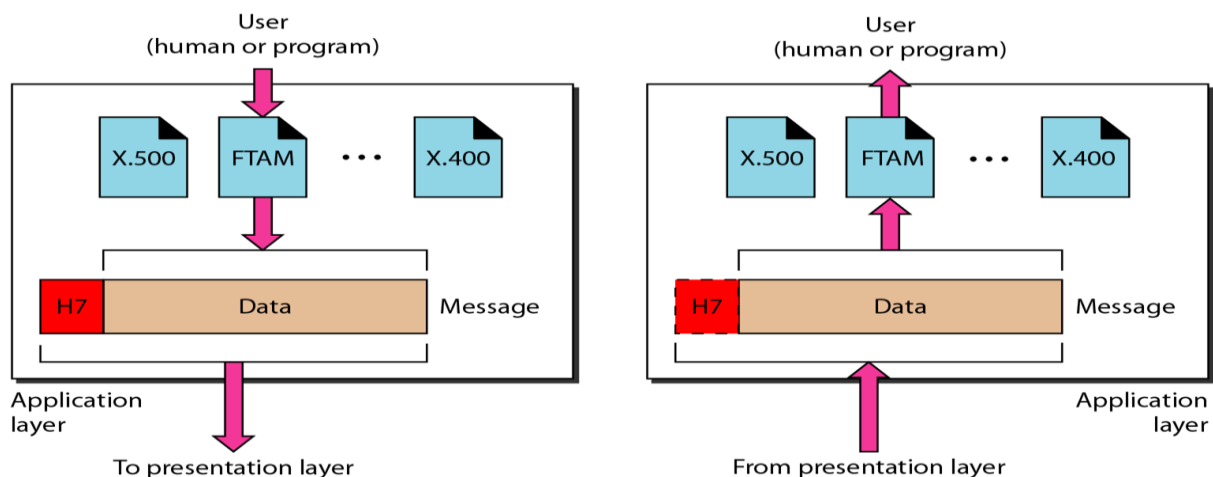 User
(human or program)
X.500
FTAM
...
X.400
H7
Data
Message
Application
layer
To presentation layer
User
(human or program)
X.500
FTAM
...
X.400
H7
Data
Message
Application
layer
From presentation layer